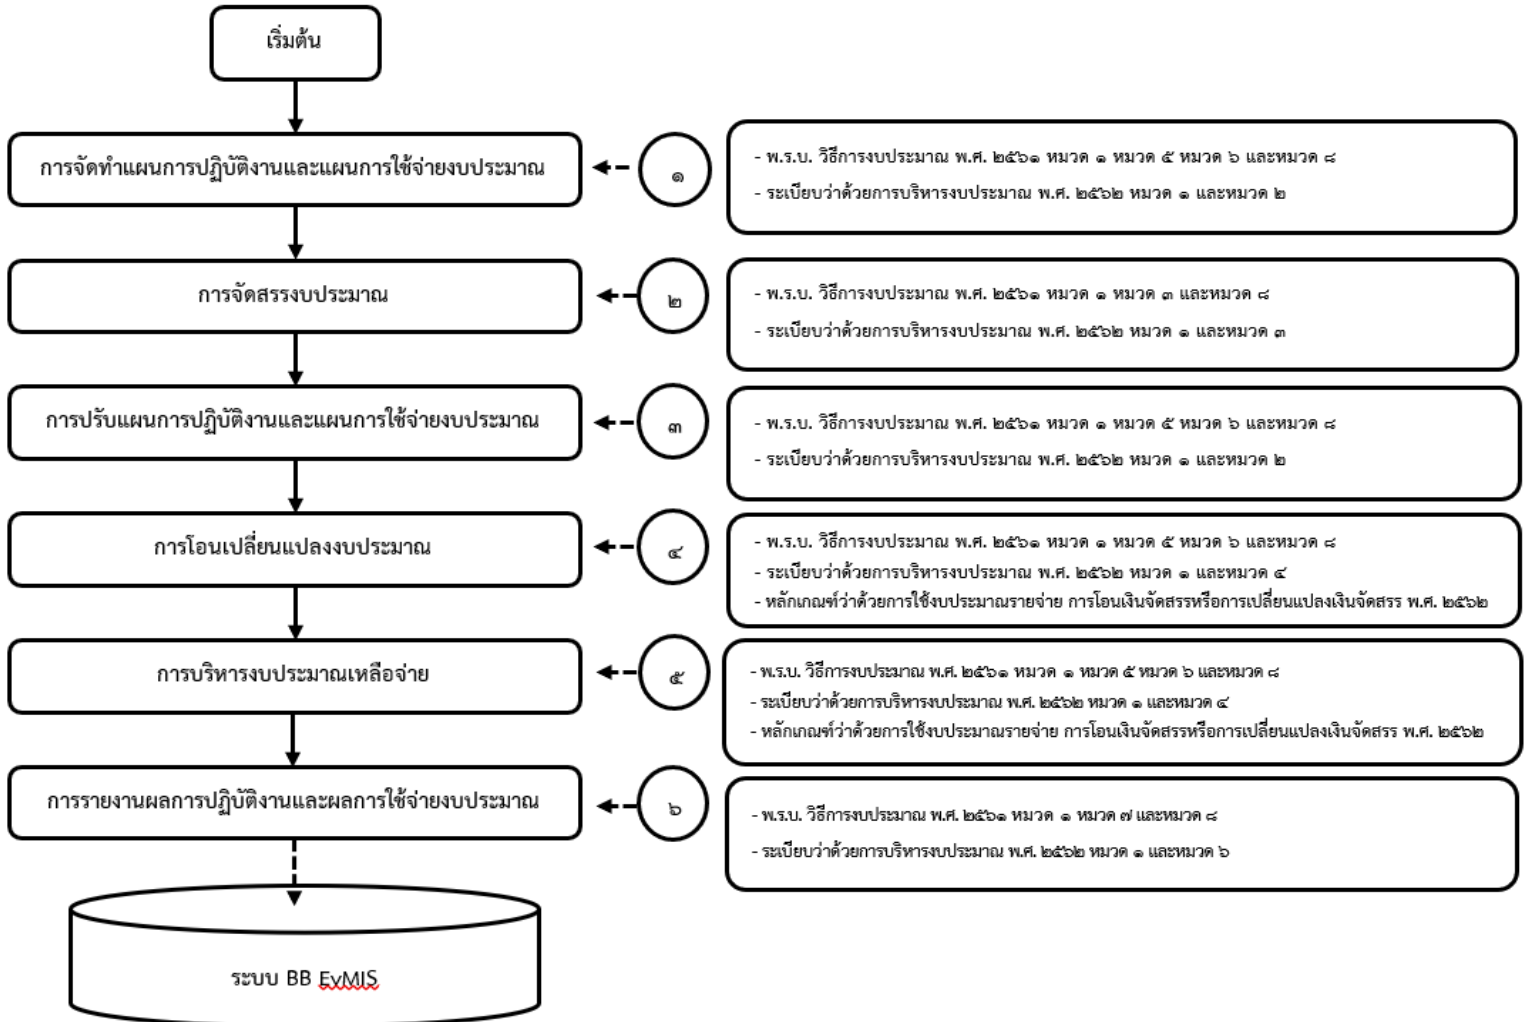 เริ่มต้น
การจัดทำแผนการปฏิบัติงานและแผนการใช้จ่ายงบประมาณ
๑
- พ.ร.บ. วิธีการงบประมาณ พ.ศ. ๒๕๖๑ หมวด ๑ หมวด ๕ หมวด ๖ และหมวด ๘
- ระเบียบว่าด้วยการบริหารงบประมาณ พ.ศ. ๒๕๖๒ หมวด ๑ และหมวด ๒
การจัดสรรงบประมาณ
๒
- พ.ร.บ. วิธีการงบประมาณ พ.ศ. ๒๕๖๑ หมวด ๑ หมวด ๓ และหมวด ๘
- ระเบียบว่าด้วยการบริหารงบประมาณ พ.ศ. ๒๕๖๒ หมวด ๑ และหมวด ๓
การปรับแผนการปฏิบัติงานและแผนการใช้จ่ายงบประมาณ
๓
- พ.ร.บ. วิธีการงบประมาณ พ.ศ. ๒๕๖๑ หมวด ๑ หมวด ๕ หมวด ๖ และหมวด ๘
- ระเบียบว่าด้วยการบริหารงบประมาณ พ.ศ. ๒๕๖๒ หมวด ๑ และหมวด ๒
การโอนเปลี่ยนแปลงงบประมาณ
๔
- พ.ร.บ. วิธีการงบประมาณ พ.ศ. ๒๕๖๑ หมวด ๑ หมวด ๕ หมวด ๖ และหมวด ๘
- ระเบียบว่าด้วยการบริหารงบประมาณ พ.ศ. ๒๕๖๒ หมวด ๑ และหมวด ๔
- หลักเกณฑ์ว่าด้วยการใช้งบประมาณรายจ่าย การโอนเงินจัดสรรหรือการเปลี่ยนแปลงเงินจัดสรร พ.ศ. ๒๕๖๒
การบริหารงบประมาณเหลือจ่าย
๕
- พ.ร.บ. วิธีการงบประมาณ พ.ศ. ๒๕๖๑ หมวด ๑ หมวด ๕ หมวด ๖ และหมวด ๘
- ระเบียบว่าด้วยการบริหารงบประมาณ พ.ศ. ๒๕๖๒ หมวด ๑ และหมวด ๔
- หลักเกณฑ์ว่าด้วยการใช้งบประมาณรายจ่าย การโอนเงินจัดสรรหรือการเปลี่ยนแปลงเงินจัดสรร พ.ศ. ๒๕๖๒
การรายงานผลการปฏิบัติงานและผลการใช้จ่ายงบประมาณ
๖
- พ.ร.บ. วิธีการงบประมาณ พ.ศ. ๒๕๖๑ หมวด ๑ หมวด ๗ และหมวด ๘
- ระเบียบว่าด้วยการบริหารงบประมาณ พ.ศ. ๒๕๖๒ หมวด ๑ และหมวด ๖
ระบบ BB EvMIS